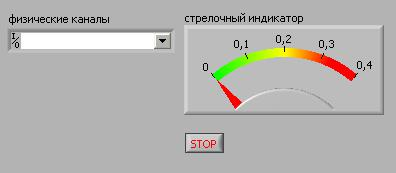 физические каналы
I/O
стрелочный индикатор
0
0,1
0,2
0,3
0,4
STOP